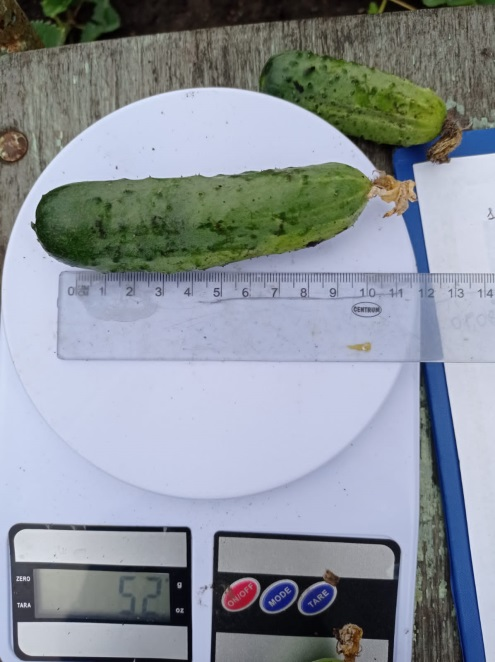 0 1 2 3 4 5 6 7 8 9 10 11 12 13 14
CENTRUM
ZERO
TARA
52
g
oz
ON/OFF
MODE
TARE